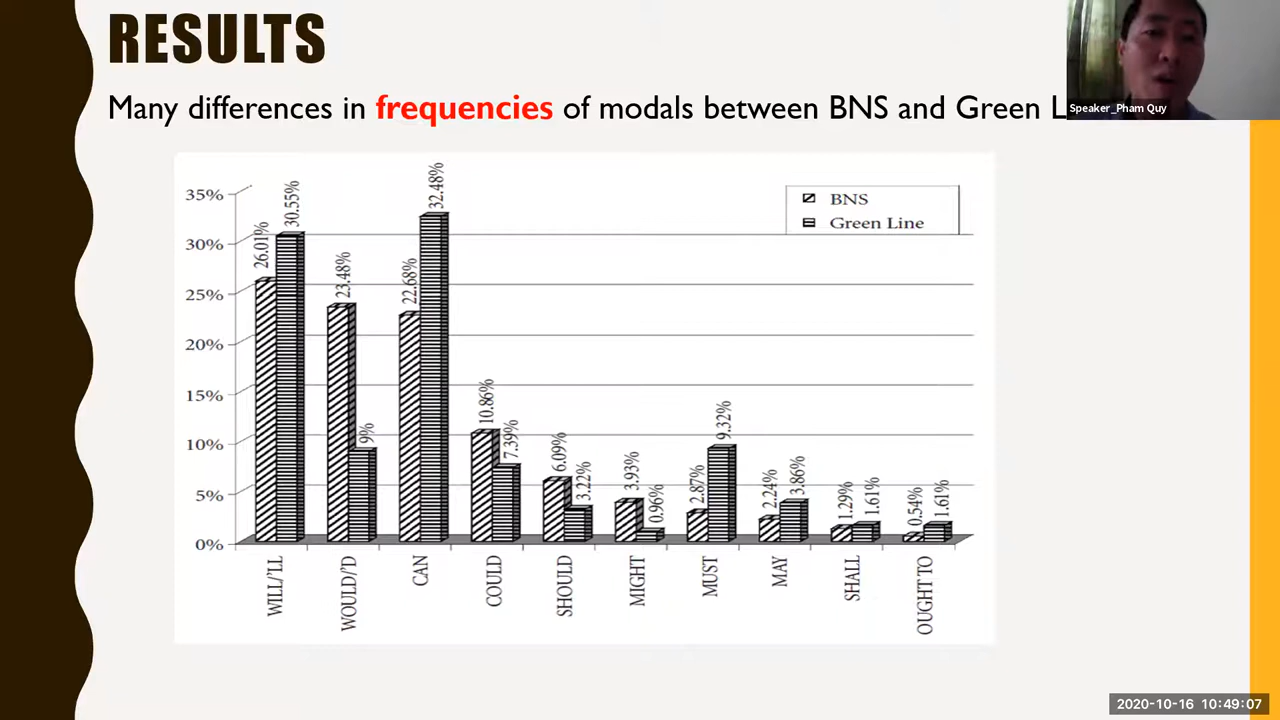 RESULTS
Many differences in frequencies of modals between BNS and Green
Speaker_Pham Quy
BNS
Green Line
35%
30%
25%
20%
15%
10%
5%
0%
26.01%
30.55%
23.48%
9%
22.68%
32.48%
10.86%
7.39%
6.09%
3.22%
3.93%
0.96%
2.87%
9.32%
2.24%
3.86%
1.29%
1.61%
0.54%
1.61%
WILL/'LL
WOULD/'D
CAN
COULD
SHOULD
MIGHT
MUST
MAY
SHALL
OUGHT TO
2020-10-16 10:49:07